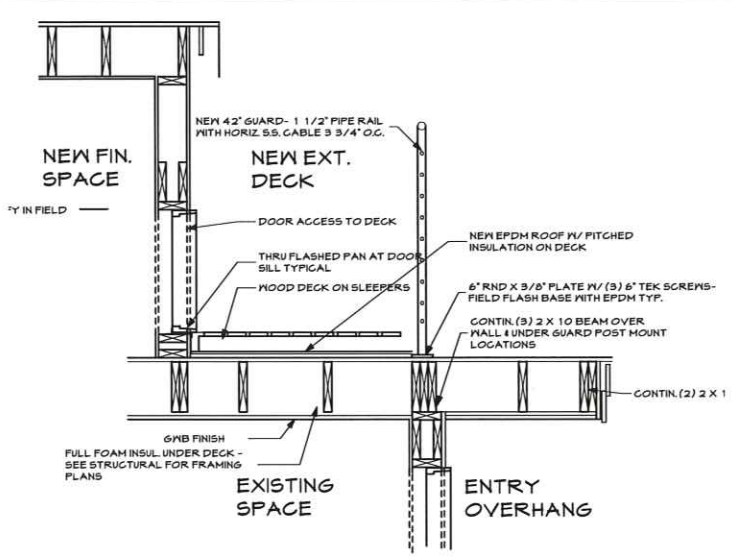 NEW 42" GUARD- 1 1/2" PIPE RAIL
WITH HORIZ. S.S. CABLE 3 3/4" O.C.
NEW FIN.
SPACE
NEW EXT.
DECK
IN FIELD
DOOR ACCESS TO DECK
THRU FLASHED PAN AT DOOR
SILL TYPICAL
WOOD DECK ON SLEEPERS
NEW EPDM ROOF W/ PITCHED
INSULATION ON DECK
6" RND X 3/8" PLATE W/ (3) 6" TEK SCREWS-
FIELD FLASH BASE WITH EPDM TYP.
CONTIN. (3) 2 X 10 BEAM OVER
WALL & UNDER GUARD POST MOUNT
LOCATIONS
CONTIN. (2) 2 X 1
GWB FINISH
FULL FOAM INSUL. UNDER DECK -
SEE STRUCTURAL FOR FRAMING
PLANS
EXISTING
SPACE
ENTRY
OVERHANG